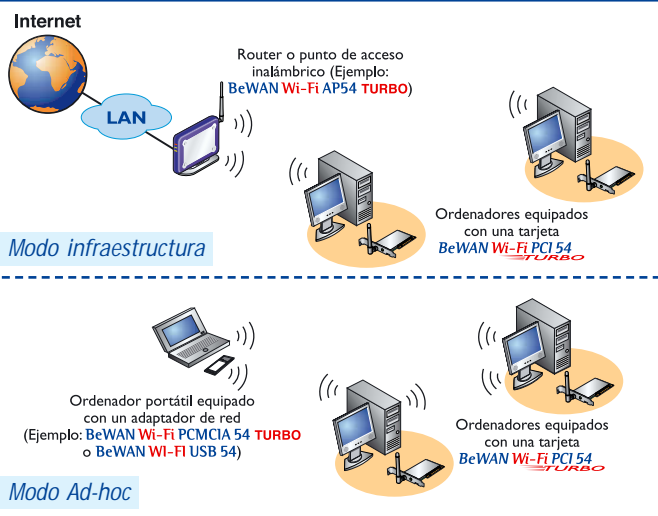 Internet
LAN
Router o punto de acceso
inalámbrico (Ejemplo:
BeWAN Wi-Fi AP54 TURBO)
Ordenadores equipados
con una tarjeta
BeWAN Wi-Fi PCI 54
TURBO
Modo infraestructura
Ordenador portátil equipado
con un adaptador de red
(Ejemplo: BeWAN Wi-Fi PCMCIA 54 TURBO
o BeWAN WI-FI USB 54)
Ordenadores equipados
con una tarjeta
BeWAN Wi-Fi PCI 54
TURBO
Modo Ad-hoc